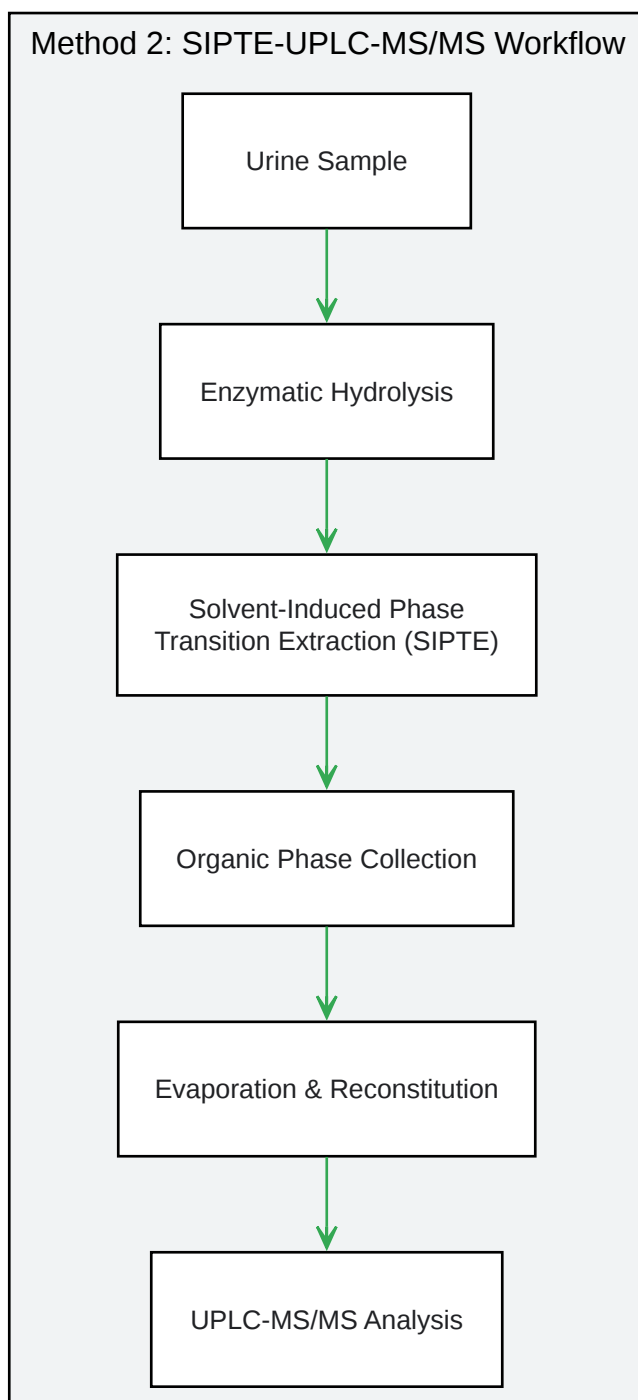 Method 2: SIPTE-UPLC-MS/MS Workflow
Urine Sample
Enzymatic Hydrolysis
Solvent-Induced Phase
Transition Extraction (SIPTE)
Organic Phase Collection
Evaporation & Reconstitution
UPLC-MS/MS Analysis